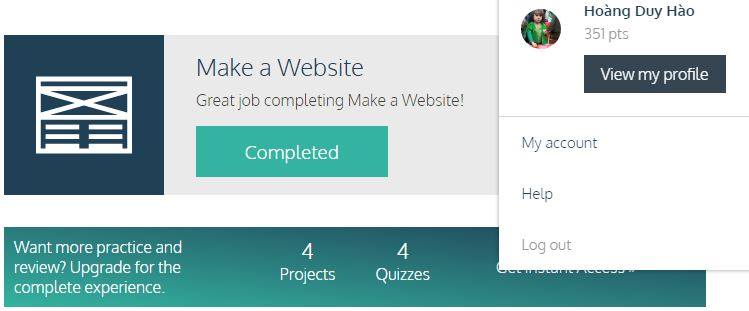 Hoàng Duy Hào
351 pts
View my profile
Make a Website
Great job completing Make a Website!
Completed
My account
Help
Log out
Want more practice and
review? Upgrade for the
complete experience.
4
Projects
4
Quizzes
Get Instant Access »